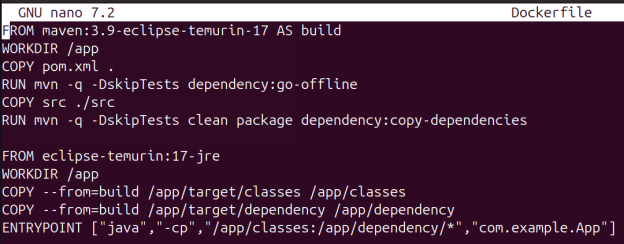 GNU nano 7.2 Dockerfile
FROM maven:3.9-eclipse-temurin-17 AS build
WORKDIR /app
COPY pom.xml .
RUN mvn -q -DskipTests dependency:go-offline
COPY src ./src
RUN mvn -q -DskipTests clean package dependency:copy-dependencies
FROM eclipse-temurin:17-jre
WORKDIR /app
COPY --from=build /app/target/classes /app/classes
COPY --from=build /app/target/dependency /app/dependency
ENTRYPOINT ["java","-cp","/app/classes:/app/dependency/*","com.example.App"]